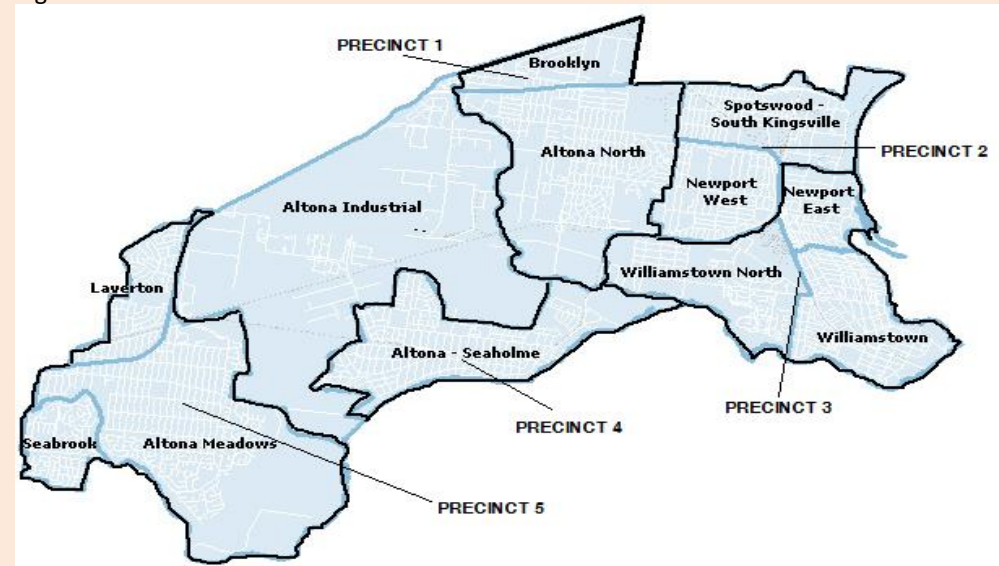 PRECINCT 1
Brooklyn
Spotswood -
South Kingsville
PRECINCT 2
Altona North
Newport
West
Newport
East
Altona Industrial
Laverton
Williamstown North
Williamstown
Altona - Seaholme
PRECINCT 3
PRECINCT 4
Seabrook
Altona Meadows
PRECINCT 5